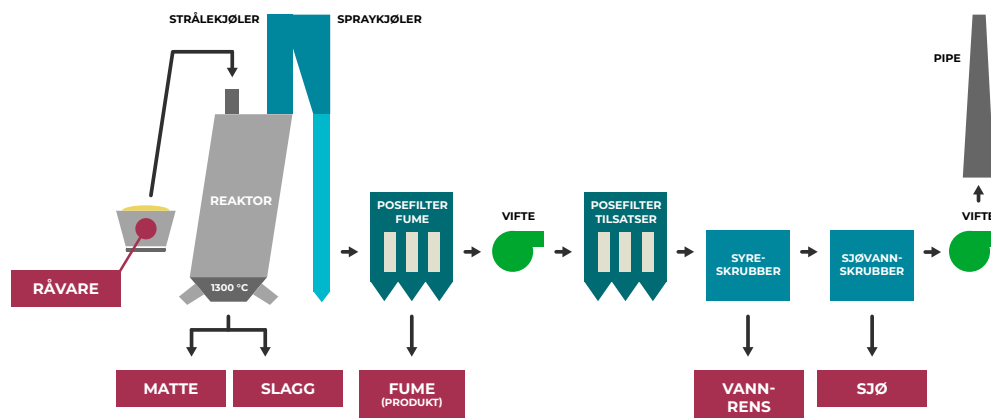 STRÅLEKJØLER
SPRAYKJØLER
PIPE
REAKTOR
POSEFILTER
FUME
VIFTE
POSEFILTER
TILSATSER
VIFTE
SYRE-
SKRUBBER
SJØVANN-
SKRUBBER
RÅVARE
1300 °C
MATTE
SLAGG
FUME
(PRODUKT)
VANN-
RENS
SJØ